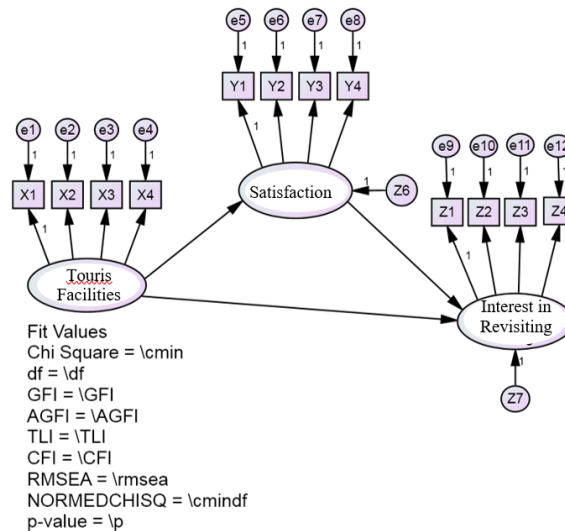 e5 e6 e7 e8
1 1 1 1
Y1 Y2 Y3 Y4
1
e1 e2 e3 e4
1 1 1 1
X1 X2 X3 X4
1
Satisfaction
1
Z6
e9 e10 e11 e12
1 1 1 1
Z1 Z2 Z3 Z4
1
Touris
Facilities
Interest in
Revisiting
1
Z7
Fit Values
Chi Square = \cmin
df = \df
GFI = \GFI
AGFI = \AGFI
TLI = \TLI
CFI = \CFI
RMSEA = \rmsea
NORMEDCHISQ = \cmindf
p-value = \p